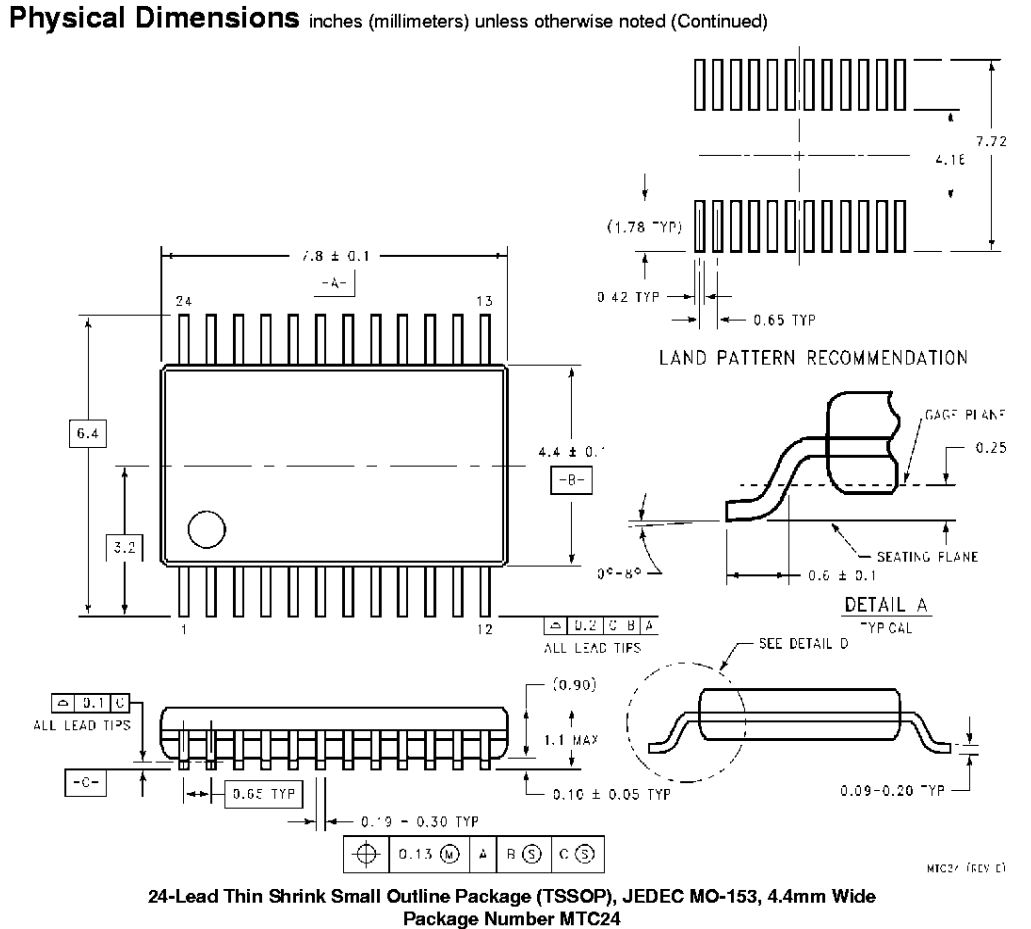 Physical Dimensions inches (millimeters) unless otherwise noted (Continued)
7.72
4.16
(1.78 TYP)
0.42 TYP
0.65 TYP
LAND PATTERN RECOMMENDATION
7.8 ± 0.1
-A-
24
13
6.4
3.2
4.4 ± 0.1
-B-
1
12
0.2 C B A
ALL LEAD TIPS
GAGE PLANE
0.25
SEATING PLANE
0°-8°
0.6 ± 0.1
DETAIL A
TYPICAL
SEE DETAIL
0.1 C
ALL LEAD TIPS
-C-
(0.90)
1.1 MAX
0.65 TYP
0.10 ± 0.05 TYP
0.19 - 0.30 TYP
0.13 M A B S C S
0.09-0.20 TYP
MTC24 (REV E)
24-Lead Thin Shrink Small Outline Package (TSSOP), JEDEC MO-153, 4.4mm Wide
Package Number MTC24